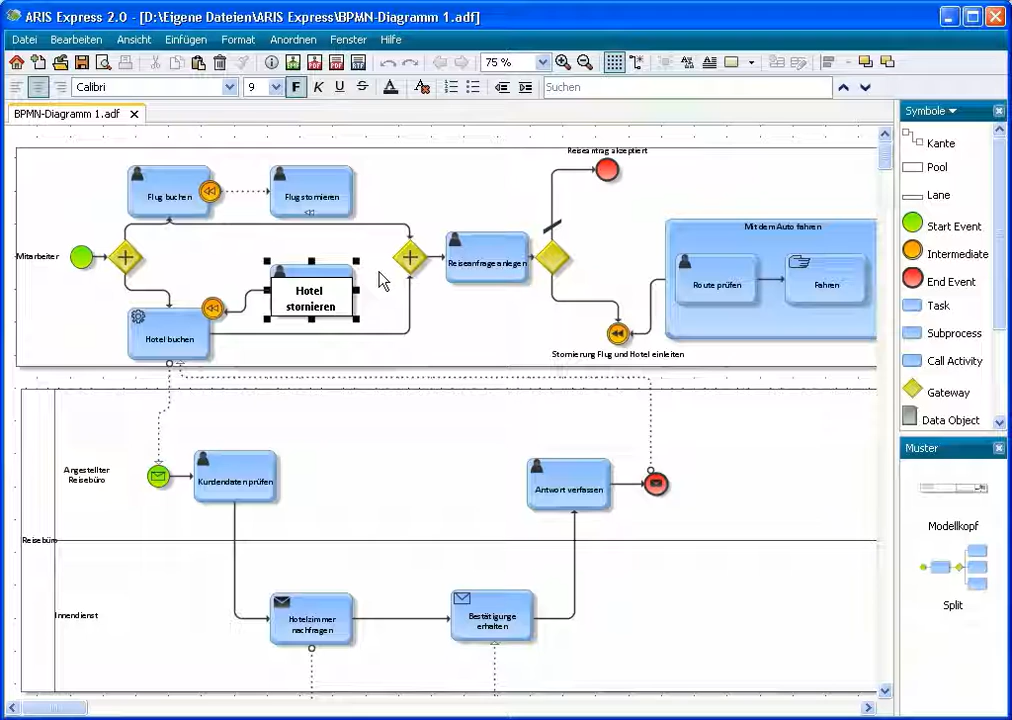 ARIS Express 2.0 - [D:\Eigene Dateien\ARIS Express\BPMN-Diagramm 1.adf]
Datei Bearbeiten Ansicht Einfügen Format Anordnen Fenster Hilfe
75 %
Calibri 9 F K U S A Suchen
BPMN-Diagramm 1.adf
Symbole
Kante
Pool
Lane
Start Event
Intermediate
End Event
Task
Subprocess
Call Activity
Gateway
Data Object
Muster
Modellkopf
Split
Reiseantrag akzeptiert
Flug buchen
Flug stornieren
Mit dem Auto fahren
Mitarbeiter
Reiseanfrage anlegen
Route prüfen
Fahren
Hotel
stornieren
Hotel buchen
Stornierung Flug und Hotel einleiten
Angestellter
Reisebüro
Kundendaten prüfen
Antwort verfassen
Reisebüro
Innendienst
Hotelzimmer
nachfragen
Bestätigunge
erhalten